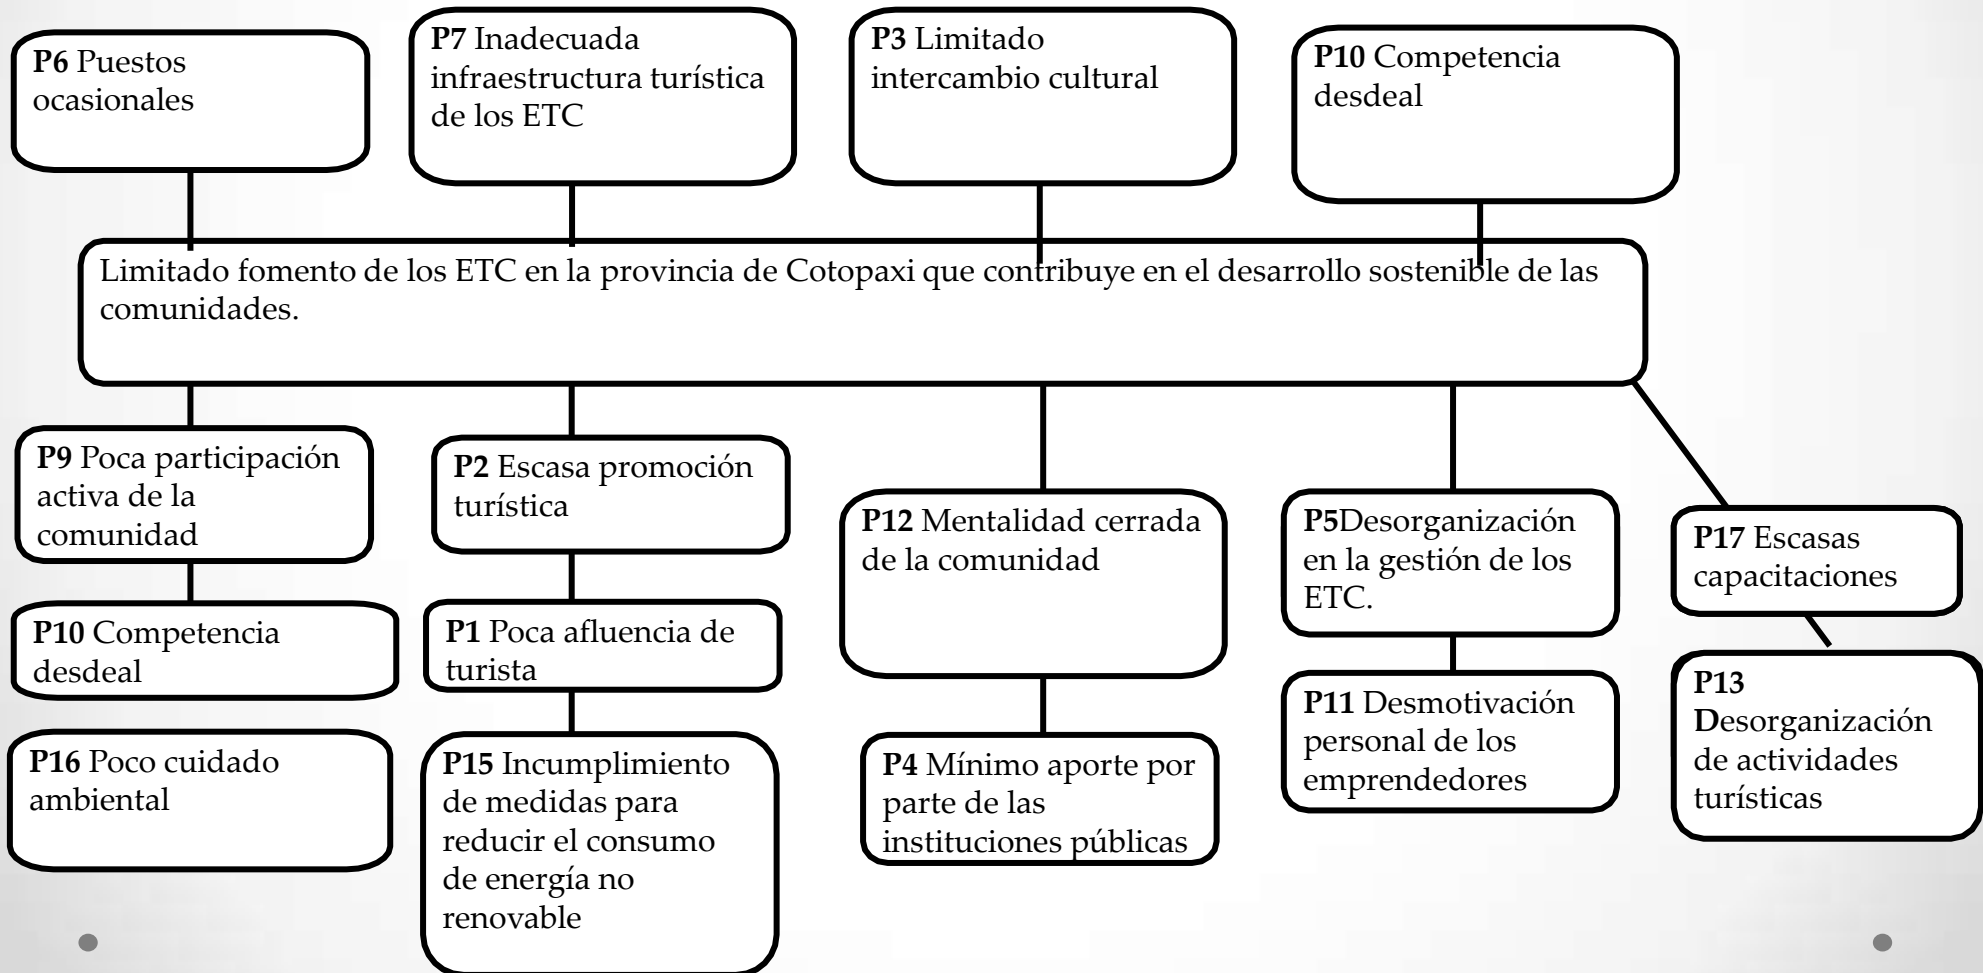 P6 Puestos
ocasionales
P7 Inadecuada
infraestructura turística
de los ETC
P3 Limitado
intercambio cultural
P10 Competencia
desdeal
Limitado fomento de los ETC en la provincia de Cotopaxi que contribuye en el desarrollo sostenible de las
comunidades.
P9 Poca participación
activa de la
comunidad
P2 Escasa promoción
turística
P12 Mentalidad cerrada
de la comunidad
P5Desorganización
en la gestión de los
ETC.
P17 Escasas
capacitaciones
P10 Competencia
desdeal
P1 Poca afluencia de
turista
P11 Desmotivación
personal de los
emprendedores
P13
Desorganización
de actividades
turísticas
P16 Poco cuidado
ambiental
P15 Incumplimiento
de medidas para
reducir el consumo
de energía no
renovable
P4 Mínimo aporte por
parte de las
instituciones públicas